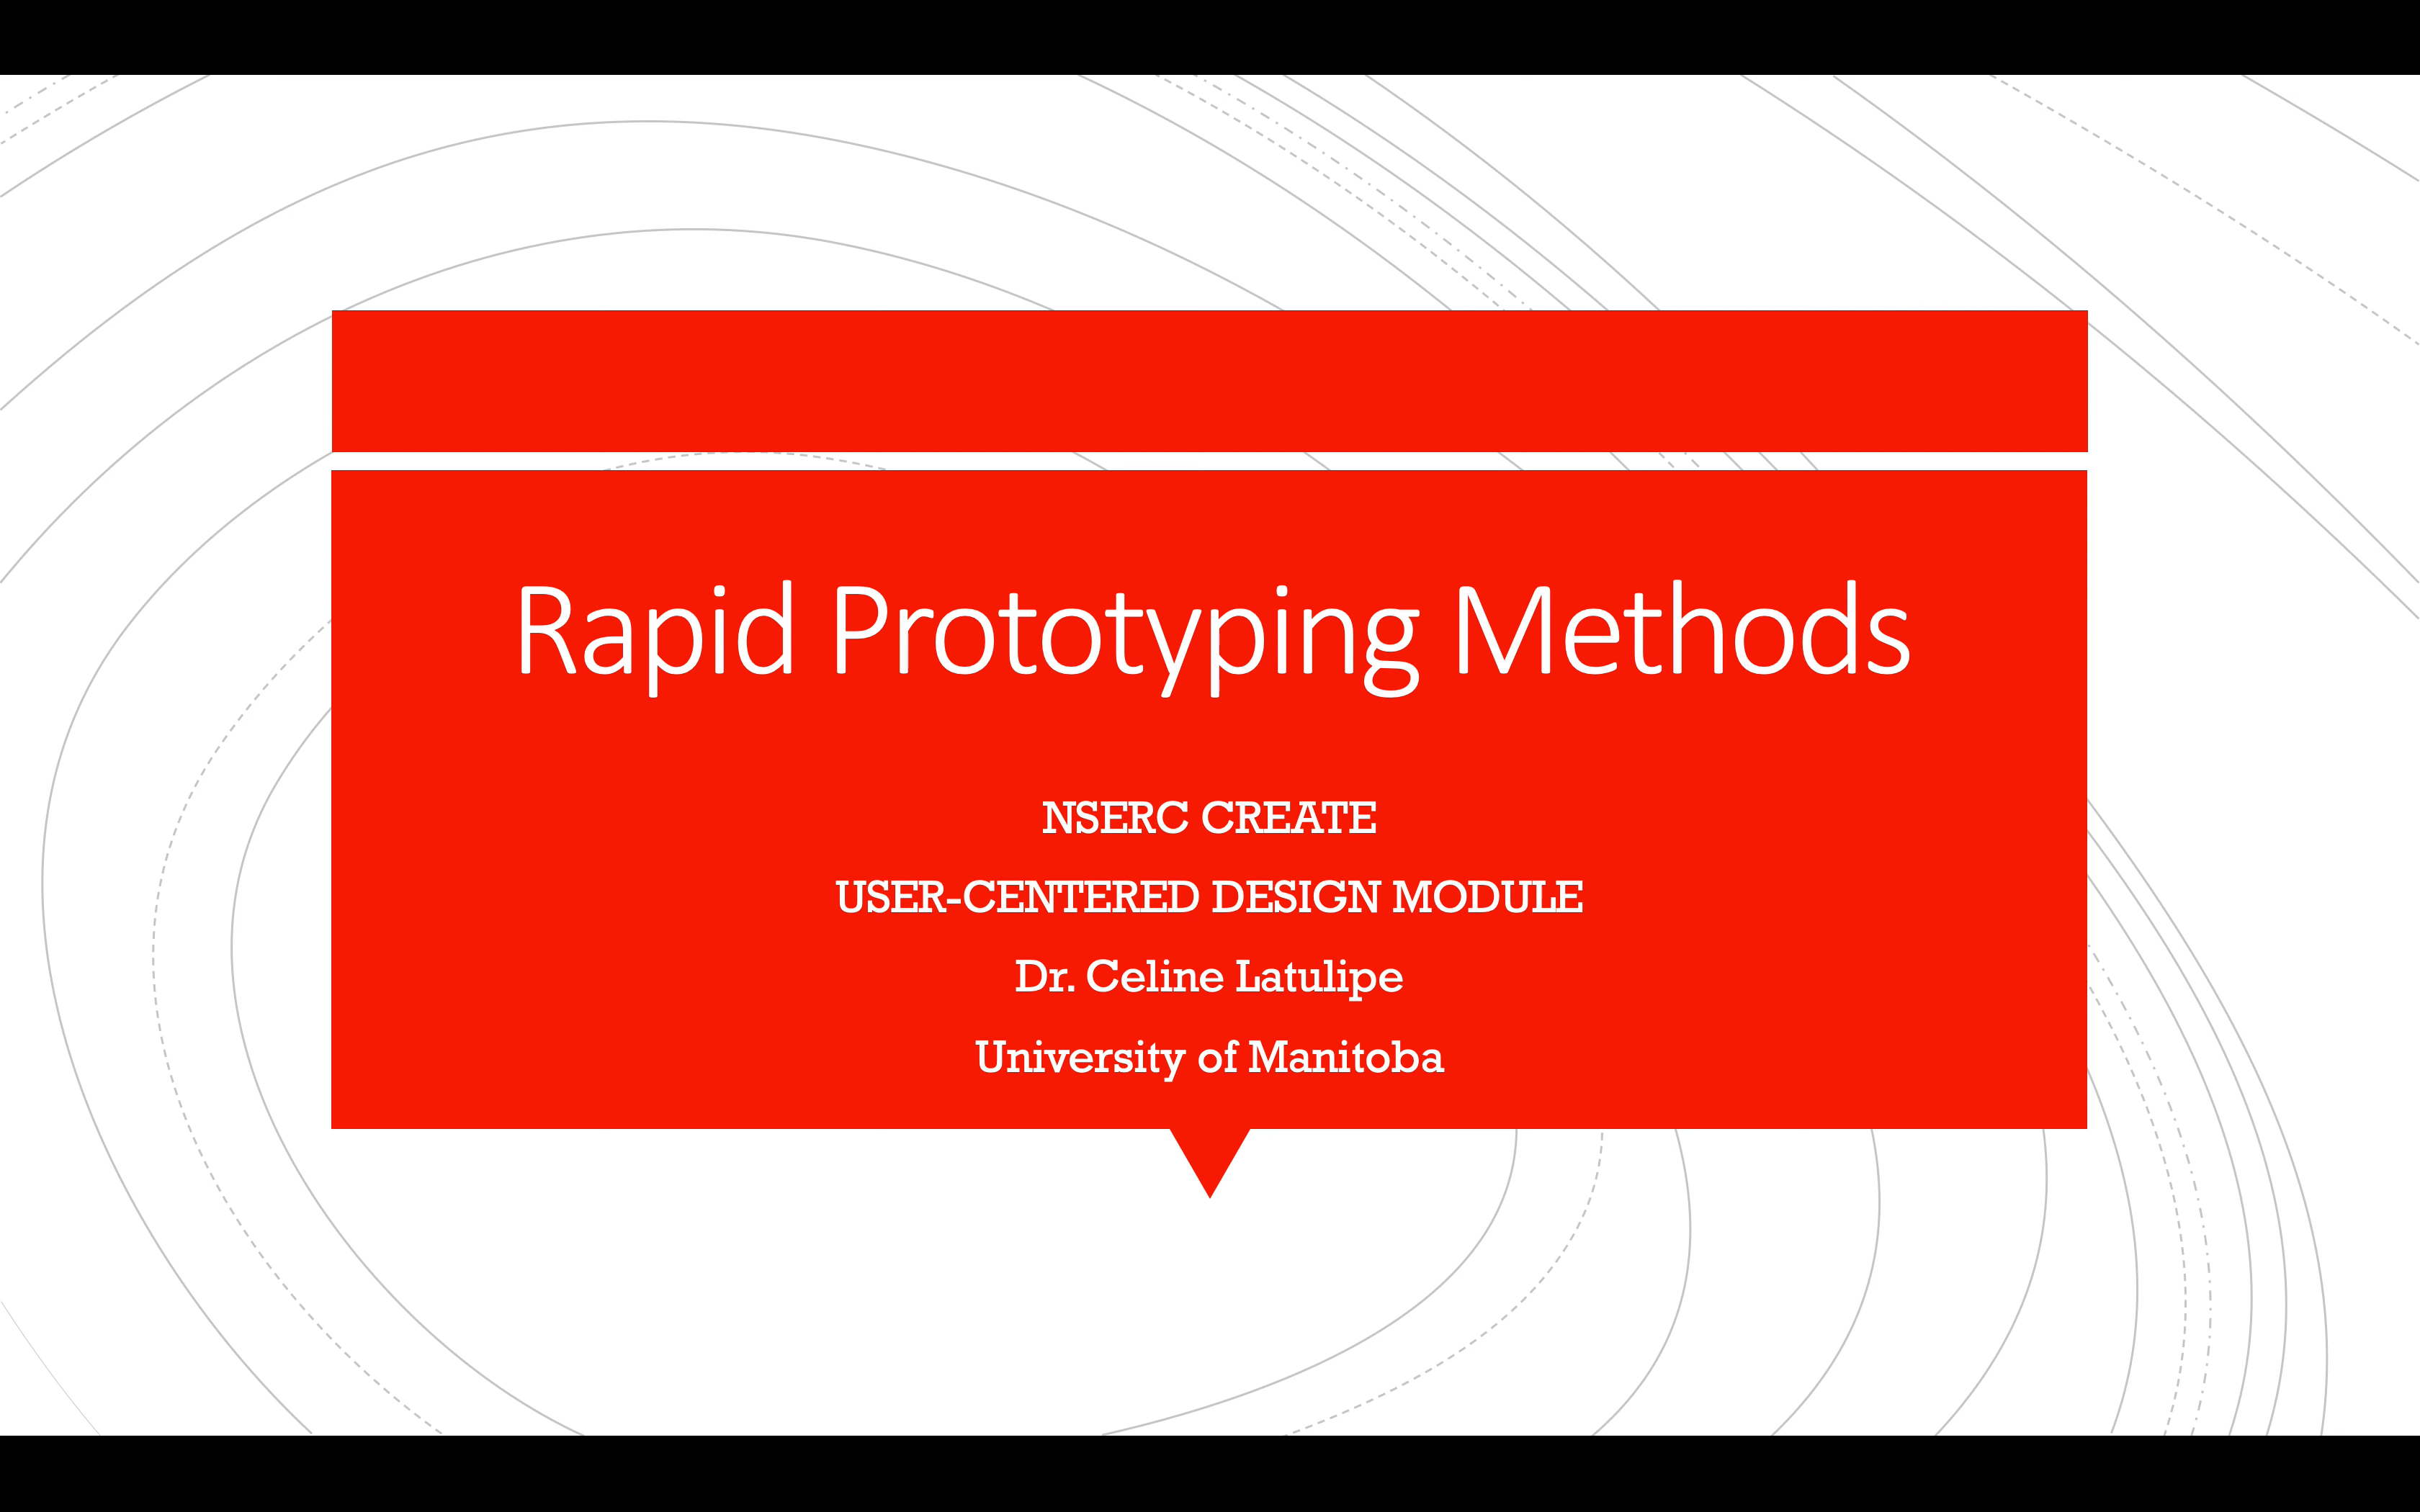 Rapid Prototyping Methods
NSERC CREATE
USER-CENTERED DESIGN MODULE
Dr. Celine Latulipe
University of Manitoba